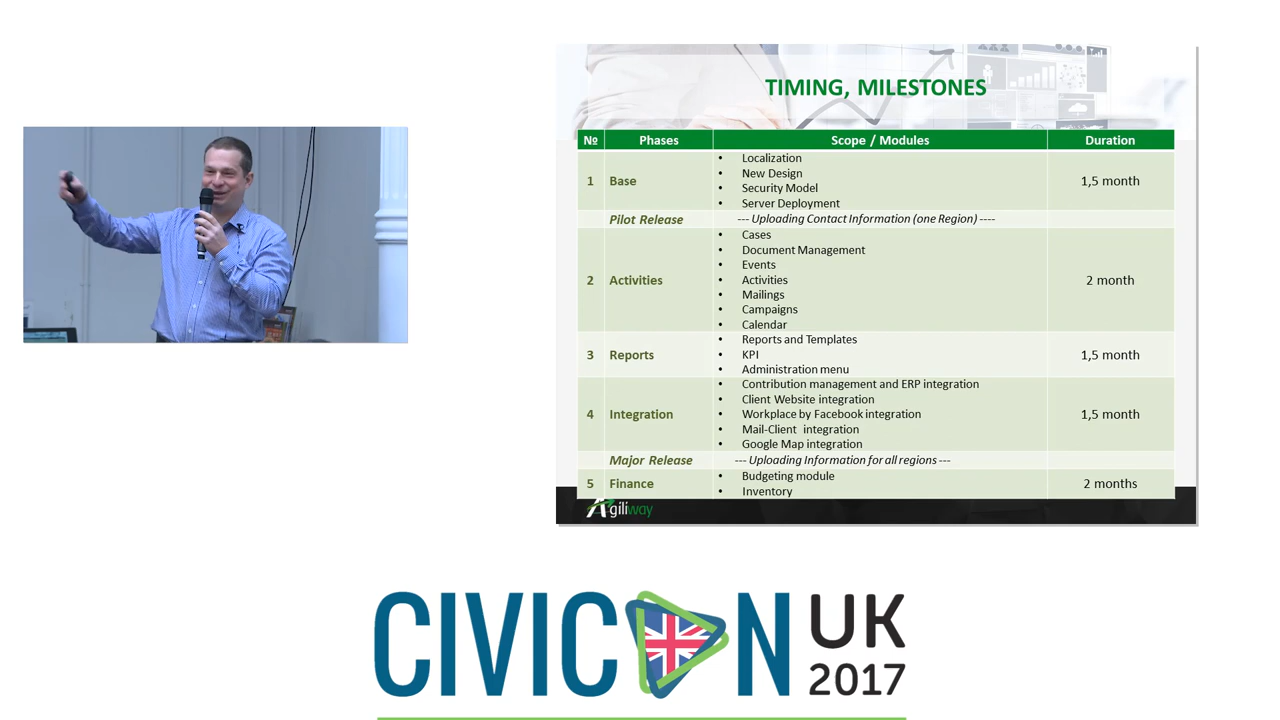 TIMING, MILESTONES
№ Phases Scope / Modules Duration
1 Base 1,5 month
• Localization
• New Design
• Security Model
• Server Deployment
Pilot Release --- Uploading Contact Information (one Region) ----
2 Activities 2 month
• Cases
• Document Management
• Events
• Activities
• Mailings
• Campaigns
• Calendar
3 Reports 1,5 month
• Reports and Templates
• KPI
• Administration menu
4 Integration 1,5 month
• Contribution management and ERP integration
• Client Website integration
• Workplace by Facebook integration
• Mail-Client integration
• Google Map integration
Major Release --- Uploading Information for all regions ---
5 Finance 2 months
• Budgeting module
• Inventory
Agiliway
CIVICON UK
2017